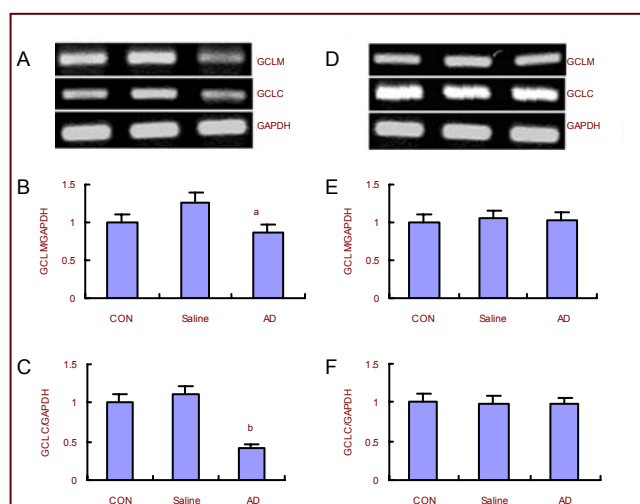 A
GCLM
GCLC
GAPDH
D
GCLM
GCLC
GAPDH
B
GCLM/GAPDH
1.5
1
0.5
0
a
CON Saline AD
E
GCLM/GAPDH
1.5
1
0.5
0
CON Saline AD
C
GCLC/GAPDH
1.5
1
0.5
0
b
CON Saline AD
F
GCLC/GAPDH
1.5
1
0.5
0
CON Saline AD